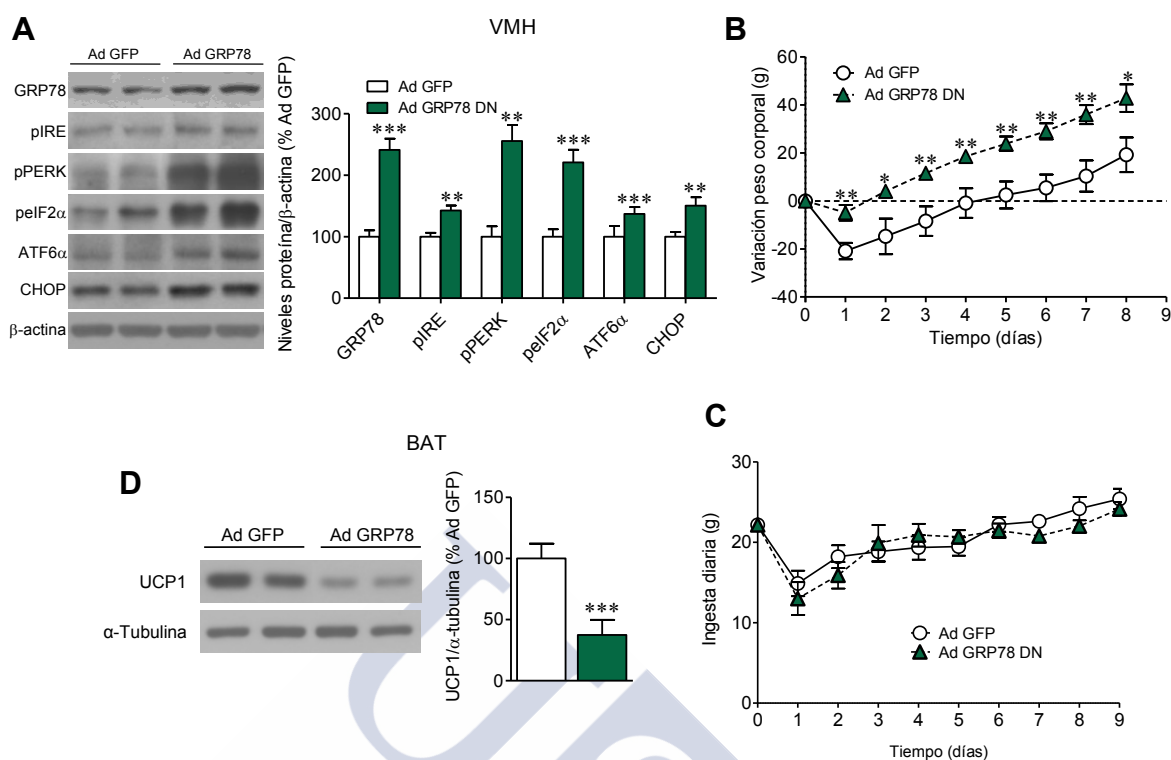 A
VMH
Ad GFP
Ad GRP78
GRP78
pIRE
pPERK
peIF2α
ATF6α
CHOP
β-actina
Niveles proteína/β-actina (% Ad GFP)
300
200
100
0
Ad GFP
Ad GRP78 DN
***
**
**
***
***
**
GRP78
pIRE
pPERK
peIF2α
ATF6α
CHOP
B
Variación peso corporal (g)
60
40
20
0
-20
-40
Ad GFP
Ad GRP78 DN
**
*
**
**
**
**
**
*
0 1 2 3 4 5 6 7 8 9
Tiempo (días)
BAT
D
Ad GFP
Ad GRP78
UCP1
α-Tubulina
UCP1/α-tubulina (% Ad GFP)
150
100
50
0
***
C
Ingesta diaria (g)
30
20
10
0
Ad GFP
Ad GRP78 DN
0 1 2 3 4 5 6 7 8 9
Tiempo (días)